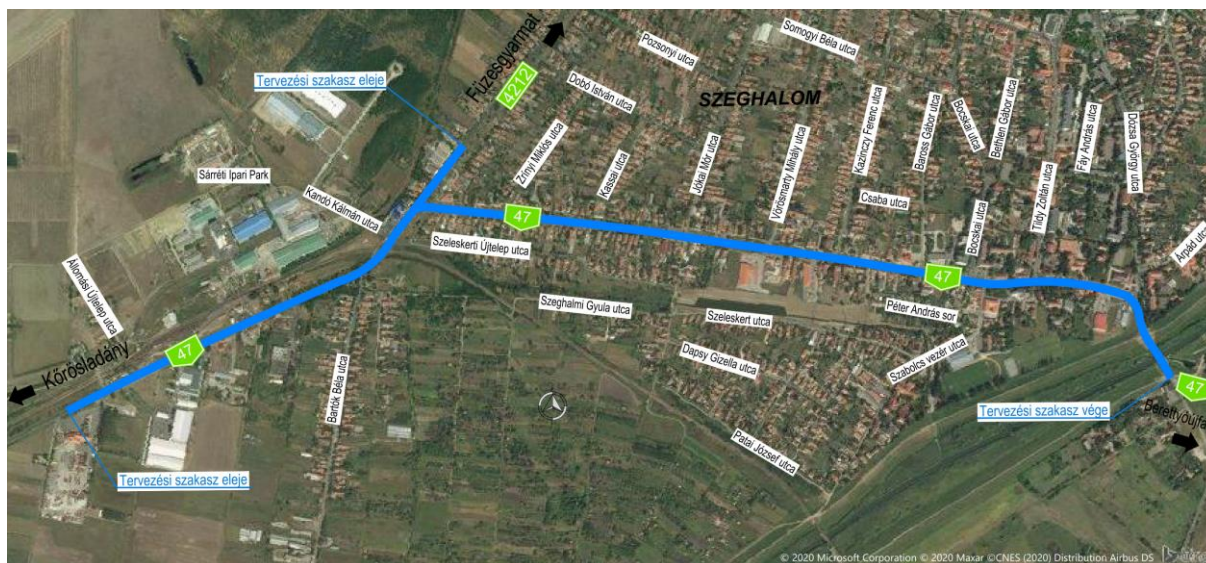 Somogyi Béla utca
Pozsonyi utca
Füzesgyarmat
4212
Tervezési szakasz eleje
Dobó István utca
SZEGHALOM
Zrínyi Miklós utca
Kassai utca
Jókai Mór utca
Vörösmarty Mihály utca
Kazinczy Ferenc utca
Baross Gábor utca
Bocskai utca
Bethlen Gábor utca
Tildy Zoltán utca
Fáy András utca
Dózsa György utca
Árpád utca
Sárréti Ipari Park
Kandó Kálmán utca
Csaba utca
Bocskai utca
47
Szeleskerti Újtelep utca
47
Állomási Újtelep utca
Szeghalmi Gyula utca
Szeleskert utca
Péter András sor
47
Körösladány
Bartók Béla utca
Dapsy Gizella utca
Szabolcs vezér utca
47
Tervezési szakasz vége
Berettyóújfa
Patai József utca
Tervezési szakasz eleje
© 2020 Microsoft Corporation © 2020 Maxar ©CNES (2020) Distribution Airbus DS